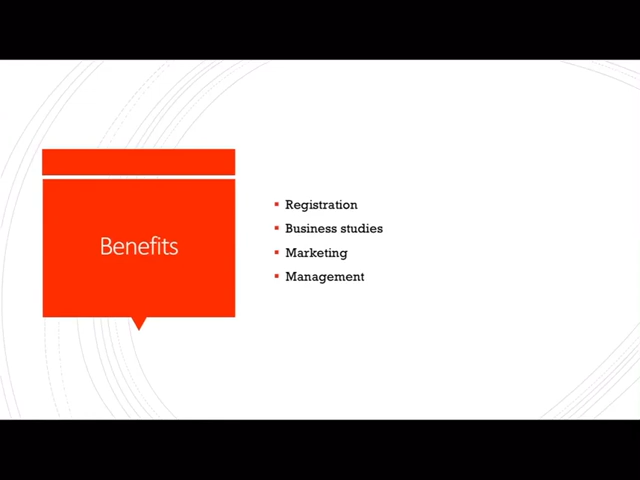 Benefits
Registration
Business studies
Marketing
Management